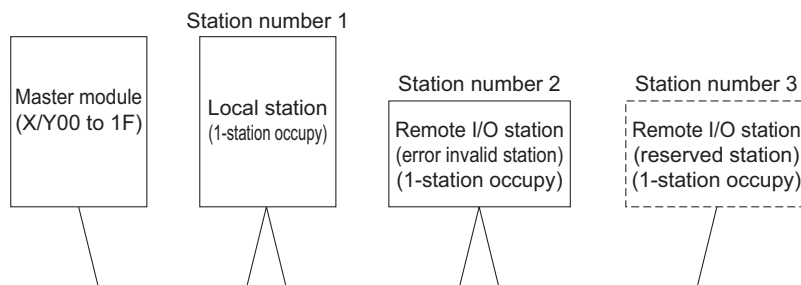 Station number 1
Master module
(X/Y00 to 1F)
Local station
(1-station occupy)
Station number 2
Remote I/O station
(error invalid station)
(1-station occupy)
Station number 3
Remote I/O station
(reserved station)
(1-station occupy)